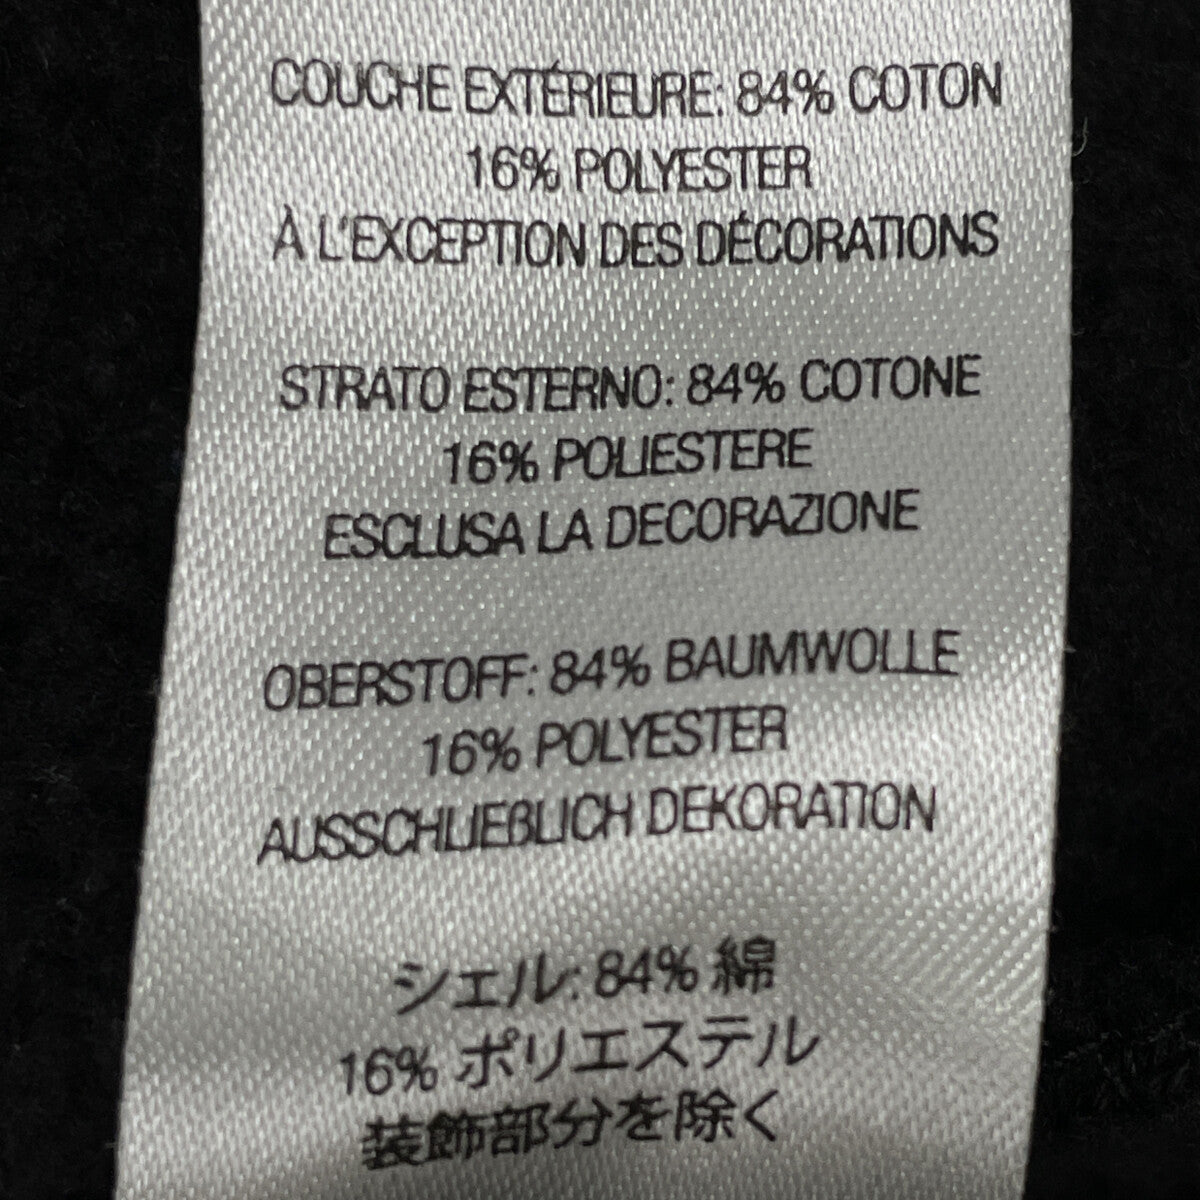 COUCHE EXTÉRIEURE: 84% COTON
16% POLYESTER
À L'EXCEPTION DES DÉCORATIONS
STRATO ESTERNO: 84% COTONE
16% POLIESTERE
ESCLUSA LA DECORAZIONE
OBERSTOFF: 84% BAUMWOLLE
16% POLYESTER
AUSSCHLIEßLICH DEKORATION
シェル: 84% 綿
16% ポリエステル
装飾部分を除く